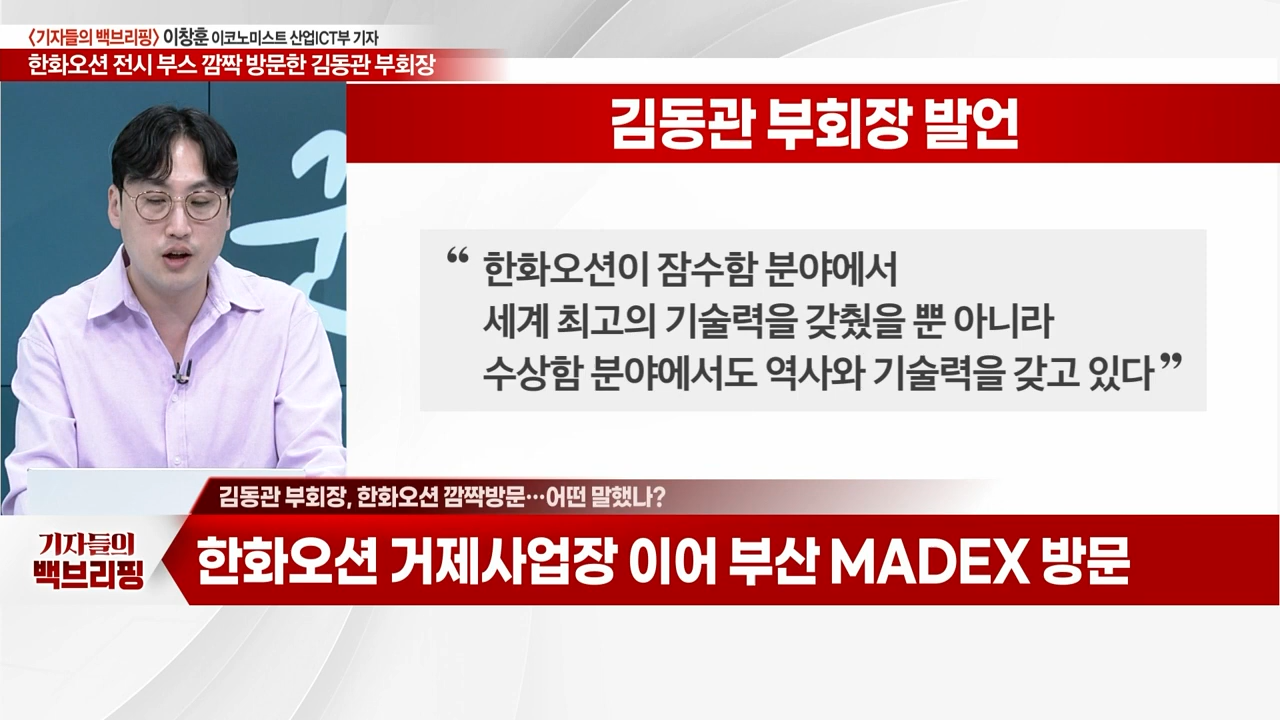 <기자들의 백브리핑> 이창훈 이코노미스트 산업ICT부 기자
한화오션 전시 부스 깜짝 방문한 김동관 부회장
김동관 부회장 발언
“ 한화오션이 잠수함 분야에서
세계 최고의 기술력을 갖췄을 뿐 아니라
수상함 분야에서도 역사와 기술력을 갖고 있다 ”
김동관 부회장, 한화오션 깜짝방문…어떤 말했나?
기자들의
백브리핑
한화오션 거제사업장 이어 부산 MADEX 방문